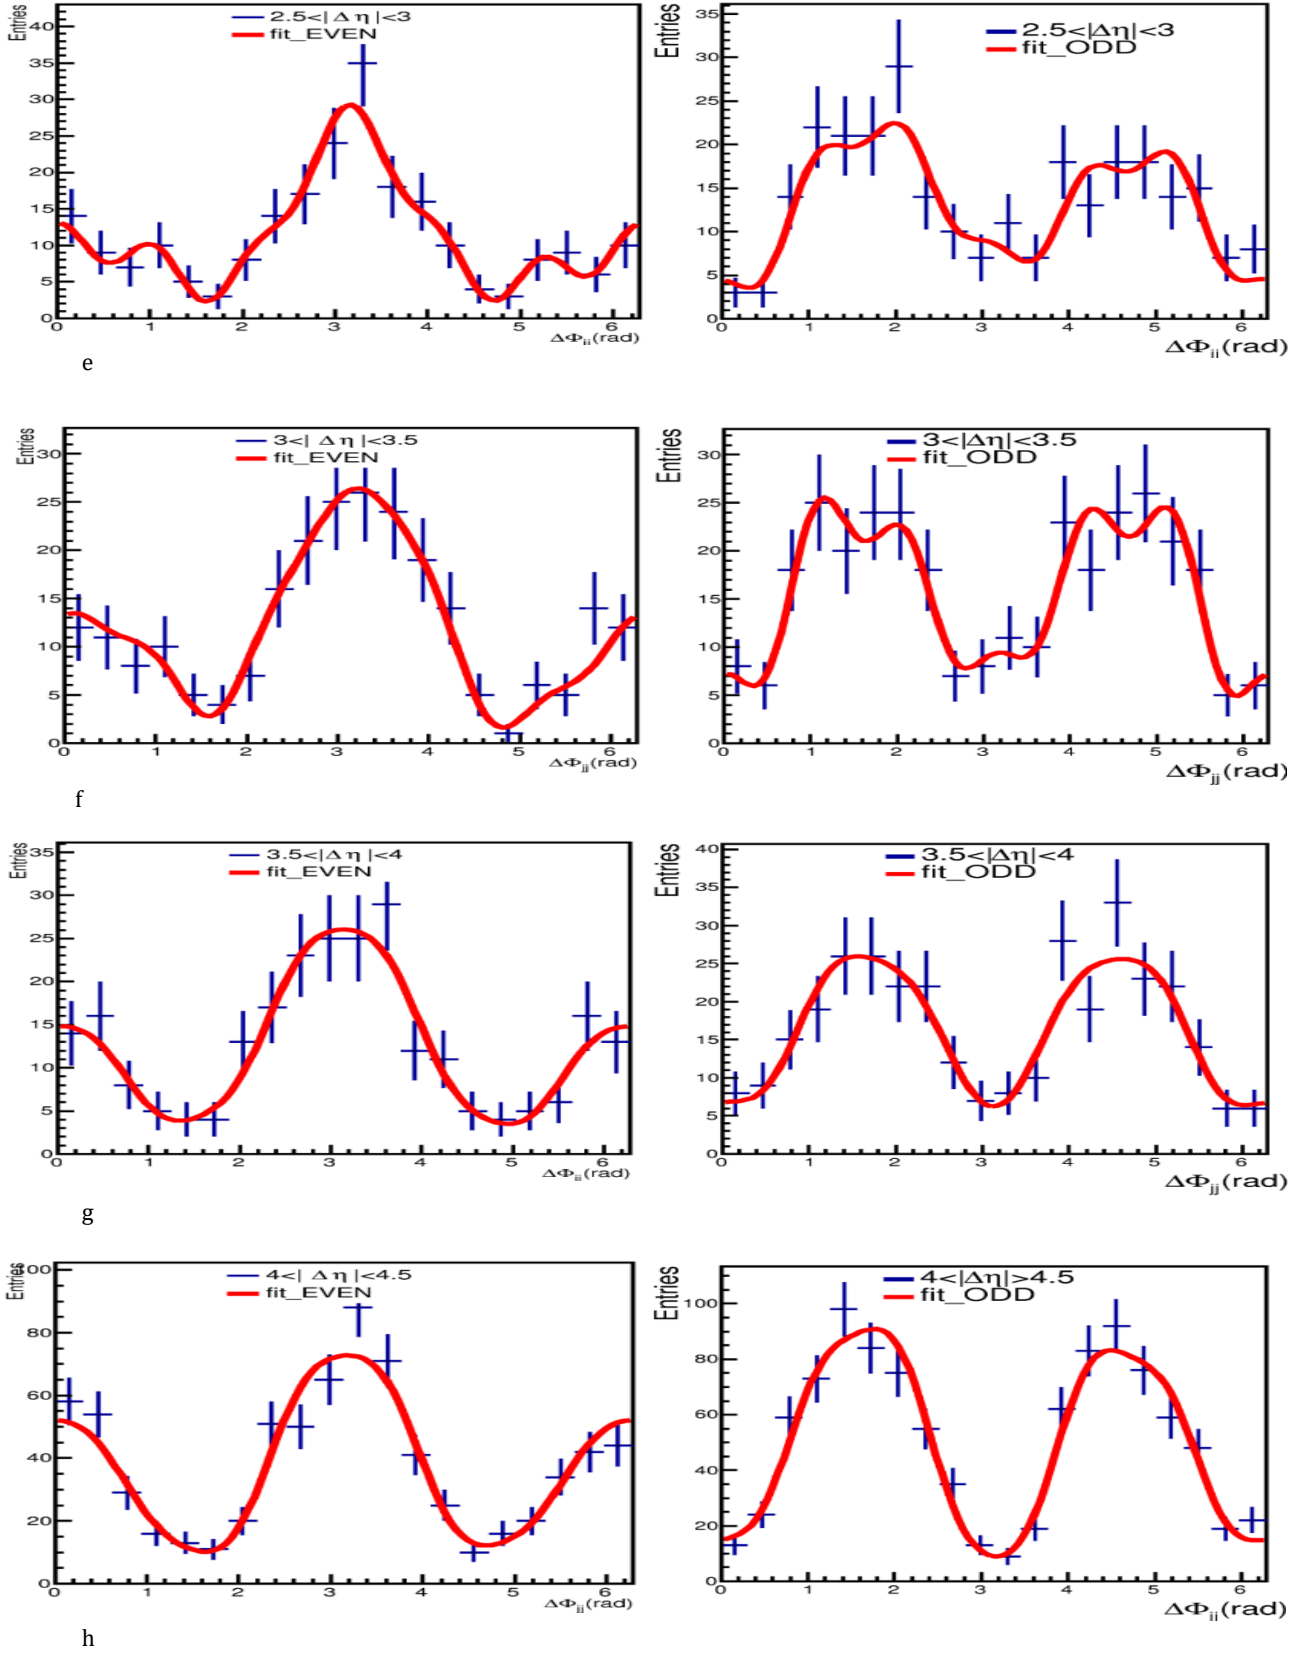 Entries
2.5<| Δ η |<3
fit_EVEN
40
35
30
25
20
15
10
5
0
0 1 2 3 4 5 6
ΔΦjj(rad)
Entries
2.5<|Δη|<3
fit_ODD
35
30
25
20
15
10
5
0
0 1 2 3 4 5 6
ΔΦjj(rad)
e
Entries
3<| Δ η |<3.5
fit_EVEN
30
25
20
15
10
5
0
0 1 2 3 4 5 6
ΔΦjj(rad)
Entries
3<|Δη|<3.5
fit_ODD
30
25
20
15
10
5
0
0 1 2 3 4 5 6
ΔΦjj(rad)
f
Entries
3.5<|Δ η |<4
fit_EVEN
35
30
25
20
15
10
5
0
0 1 2 3 4 5 6
ΔΦjj(rad)
Entries
3.5<|Δη|<4
fit_ODD
40
35
30
25
20
15
10
5
0
0 1 2 3 4 5 6
ΔΦjj(rad)
g
Entries
4<| Δ η |<4.5
fit_EVEN
100
80
60
40
20
0
0 1 2 3 4 5 6
ΔΦjj(rad)
Entries
4<|Δη|>4.5
fit_ODD
100
80
60
40
20
0
0 1 2 3 4 5 6
ΔΦjj(rad)
h